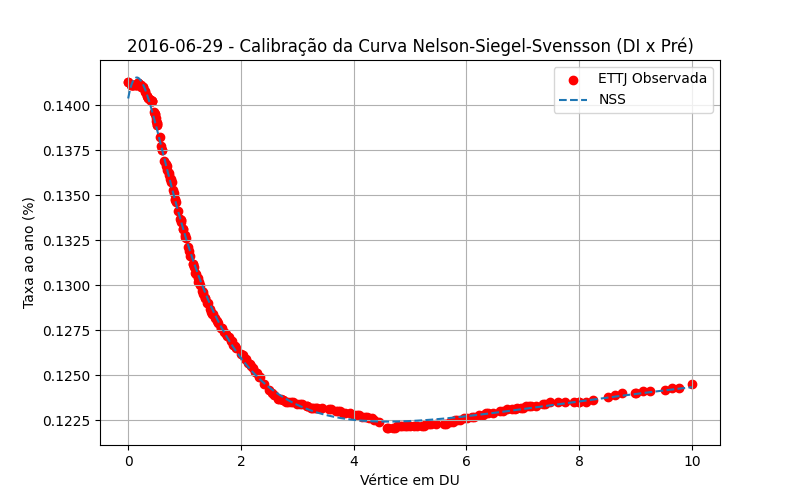 2016-06-29 - Calibração da Curva Nelson-Siegel-Svensson (DI x Pré)
ETTJ Observada
NSS
Taxa ao ano (%)
0.1400
0.1375
0.1350
0.1325
0.1300
0.1275
0.1250
0.1225
0 2 4 6 8 10
Vértice em DU